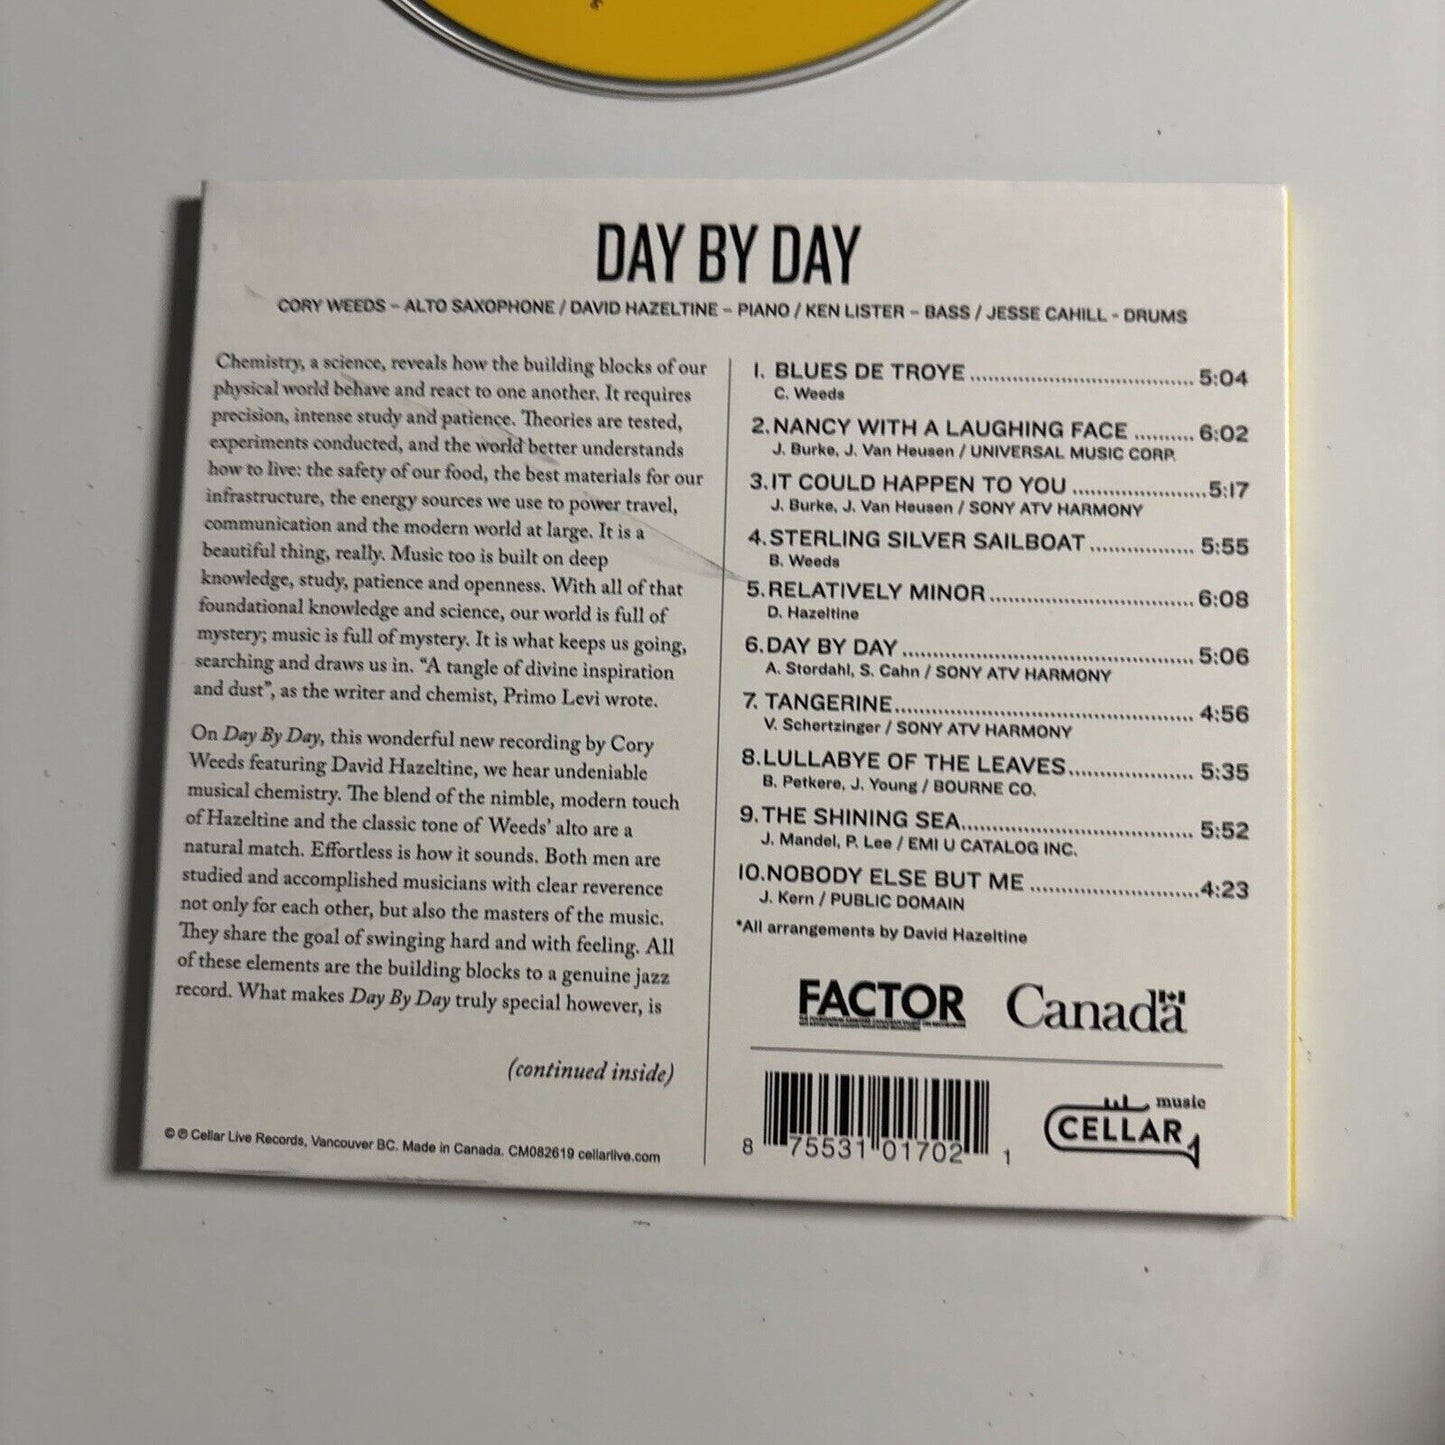 DAY BY DAY
CORY WEEDS – ALTO SAXOPHONE / DAVID HAZELTINE – PIANO / KEN LISTER – BASS / JESSE CAHILL - DRUMS
Chemistry, a science, reveals how the building blocks of our
physical world behave and react to one another. It requires
precision, intense study and patience. Theories are tested,
experiments conducted, and the world better understands
how to live: the safety of our food, the best materials for our
infrastructure, the energy sources we use to power travel,
communication and the modern world at large. It is a
beautiful thing, really. Music too is built on deep
knowledge, study, patience and openness. With all of that
foundational knowledge and science, our world is full of
mystery; music is full of mystery. It is what keeps us going,
searching and draws us in. “A tangle of divine inspiration
and dust”, as the writer and chemist, Primo Levi wrote.
On Day By Day, this wonderful new recording by Cory
Weeds featuring David Hazeltine, we hear undeniable
musical chemistry. The blend of the nimble, modern touch
of Hazeltine and the classic tone of Weeds’ alto are a
natural match. Effortless is how it sounds. Both men are
studied and accomplished musicians with clear reverence
not only for each other, but also the masters of the music.
They share the goal of swinging hard and with feeling. All
of these elements are the building blocks to a genuine jazz
record. What makes Day By Day truly special however, is
(continued inside)
© ℗ Cellar Live Records, Vancouver BC. Made in Canada. CM082619 cellarlive.com
1. BLUES DE TROYE .................................... 5:04
C. Weeds
2. NANCY WITH A LAUGHING FACE .......... 6:02
J. Burke, J. Van Heusen / UNIVERSAL MUSIC CORP.
3. IT COULD HAPPEN TO YOU ......................5:17
J. Burke, J. Van Heusen / SONY ATV HARMONY
4. STERLING SILVER SAILBOAT ................. 5:55
B. Weeds
5. RELATIVELY MINOR ................................. 6:08
D. Hazeltine
6. DAY BY DAY ............................................... 5:06
A. Stordahl, S. Cahn / SONY ATV HARMONY
7. TANGERINE................................................. 4:56
V. Schertzinger / SONY ATV HARMONY
8. LULLABYE OF THE LEAVES.................... 5:35
B. Petkere, J. Young / BOURNE CO.
9. THE SHINING SEA...................................... 5:52
J. Mandel, P. Lee / EMI U CATALOG INC.
10. NOBODY ELSE BUT ME ...........................4:23
J. Kern / PUBLIC DOMAIN
*All arrangements by David Hazeltine
FACTOR
Canada
8 75531 01702 1
music
CELLAR